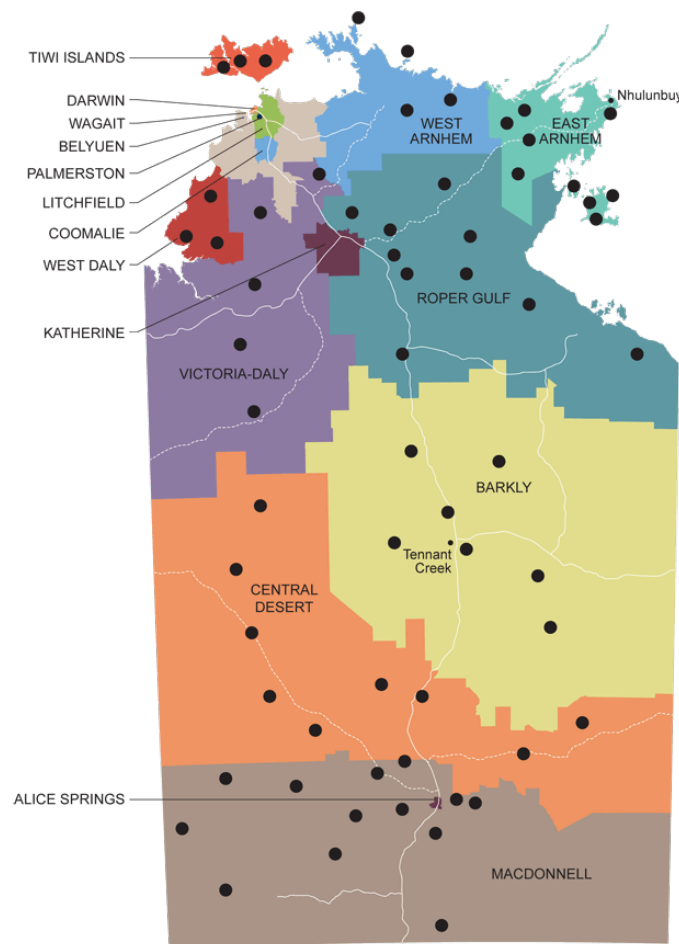 TIWI ISLANDS
DARWIN
WAGAIT
BELYUEN
PALMERSTON
LITCHFIELD
COOMALIE
WEST DALY
KATHERINE
WEST
ARNHEM
EAST
ARNHEM
Nhulunbuy
ROPER GULF
VICTORIA-DALY
BARKLY
Tennant
Creek
CENTRAL
DESERT
ALICE SPRINGS
MACDONNELL